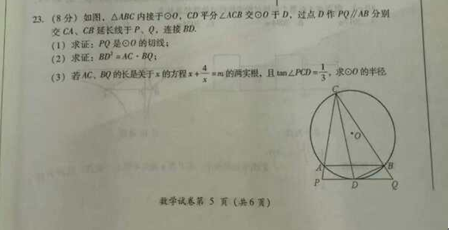 23. (8分) 如图，△ABC内接于⊙O，CD平分∠ACB交⊙O于D，过点D作PQ∥AB分别
交CA、CB延长线于P、Q，连接BD.
(1) 求证：PQ是⊙O的切线；
(2) 求证：BD²=AC·BQ；
(3) 若AC、BQ的长是关于x的方程x+4/x=m的两实根，且tan∠PCD=1/3，求⊙O的半径.
C
O
A B
P D Q
数学试卷第 5 页 (共6页)